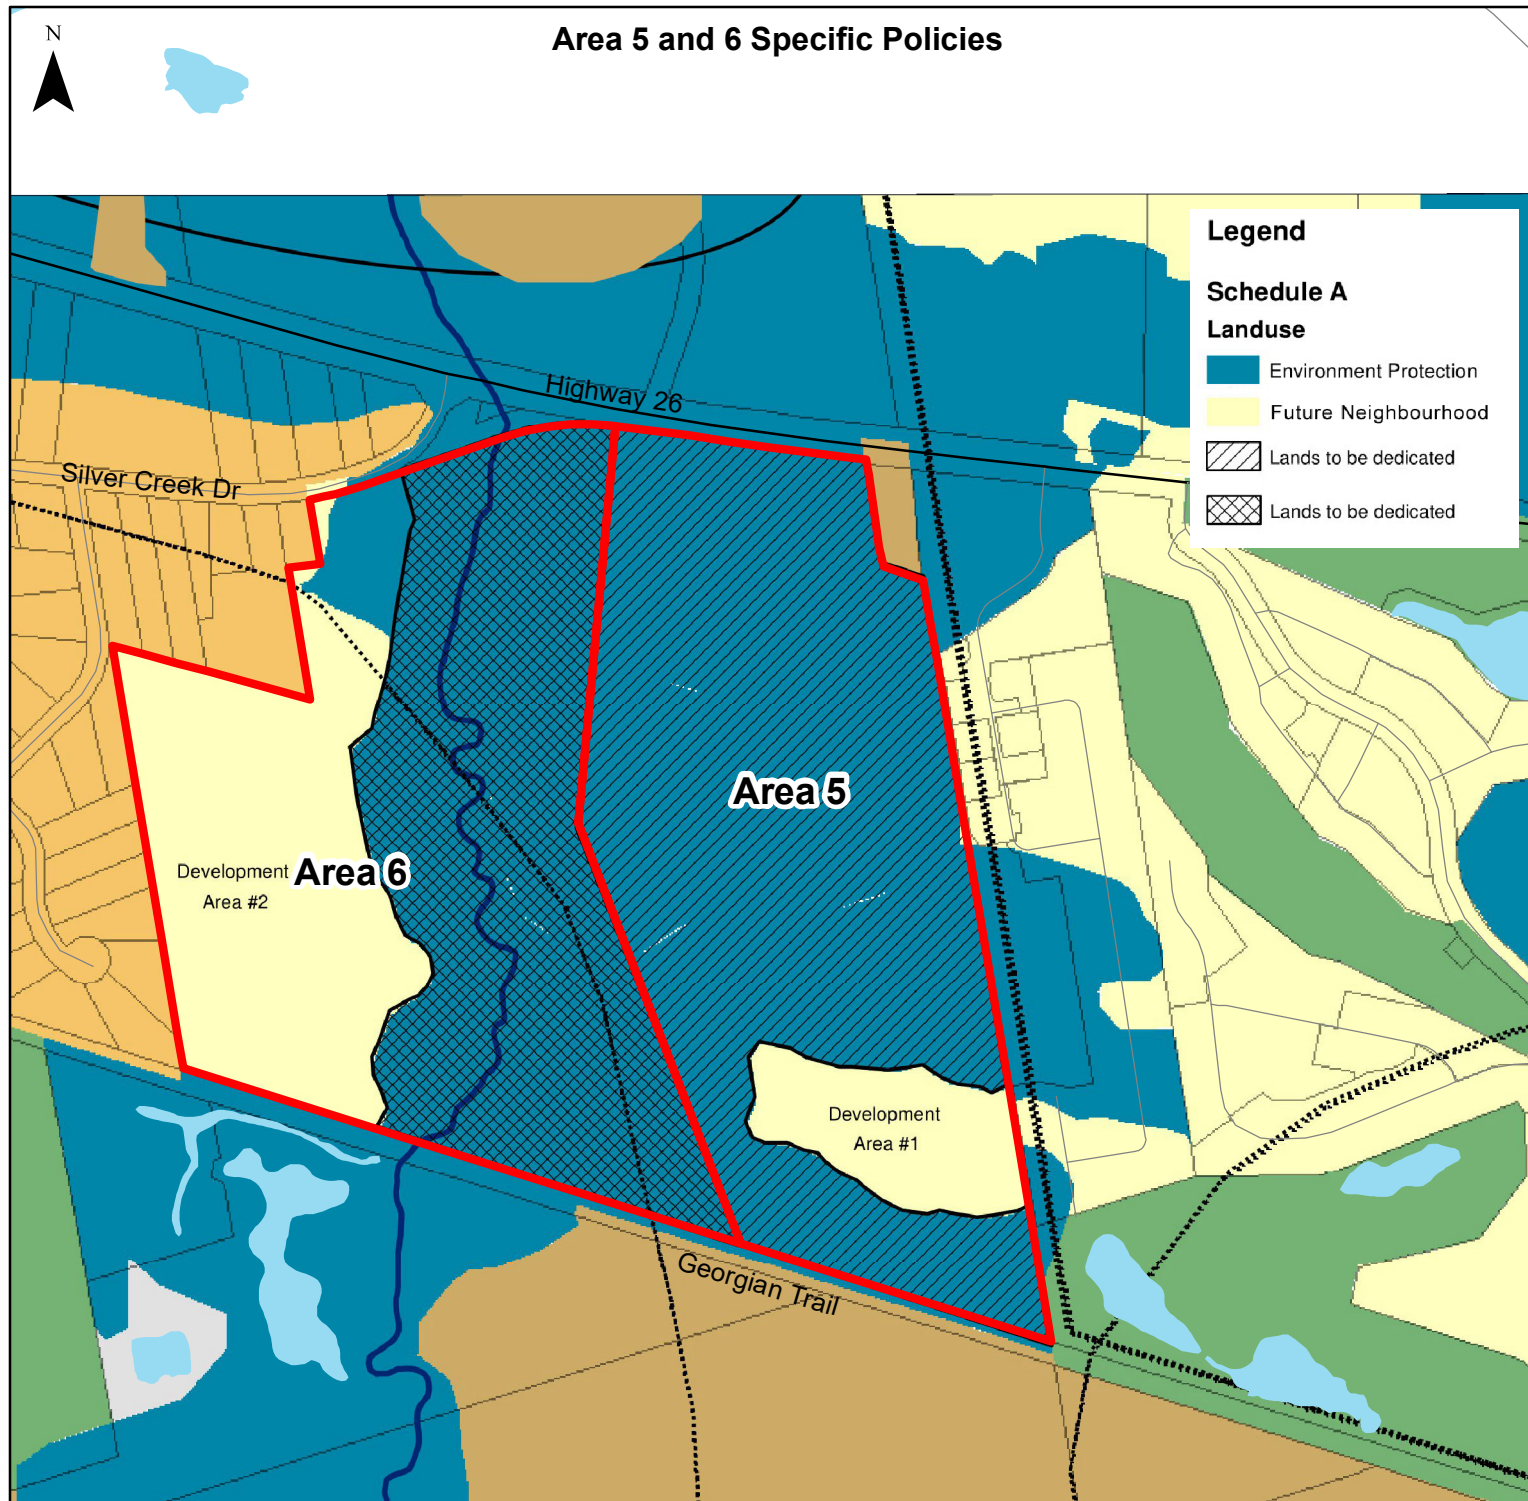 Area 5 and 6 Specific Policies
N
Legend
Schedule A
Landuse
Environment Protection
Future Neighbourhood
Lands to be dedicated
Lands to be dedicated
Highway 26
Silver Creek Dr
Area 5
Area 6
Development
Area #2
Development
Area #1
Georgian Trail